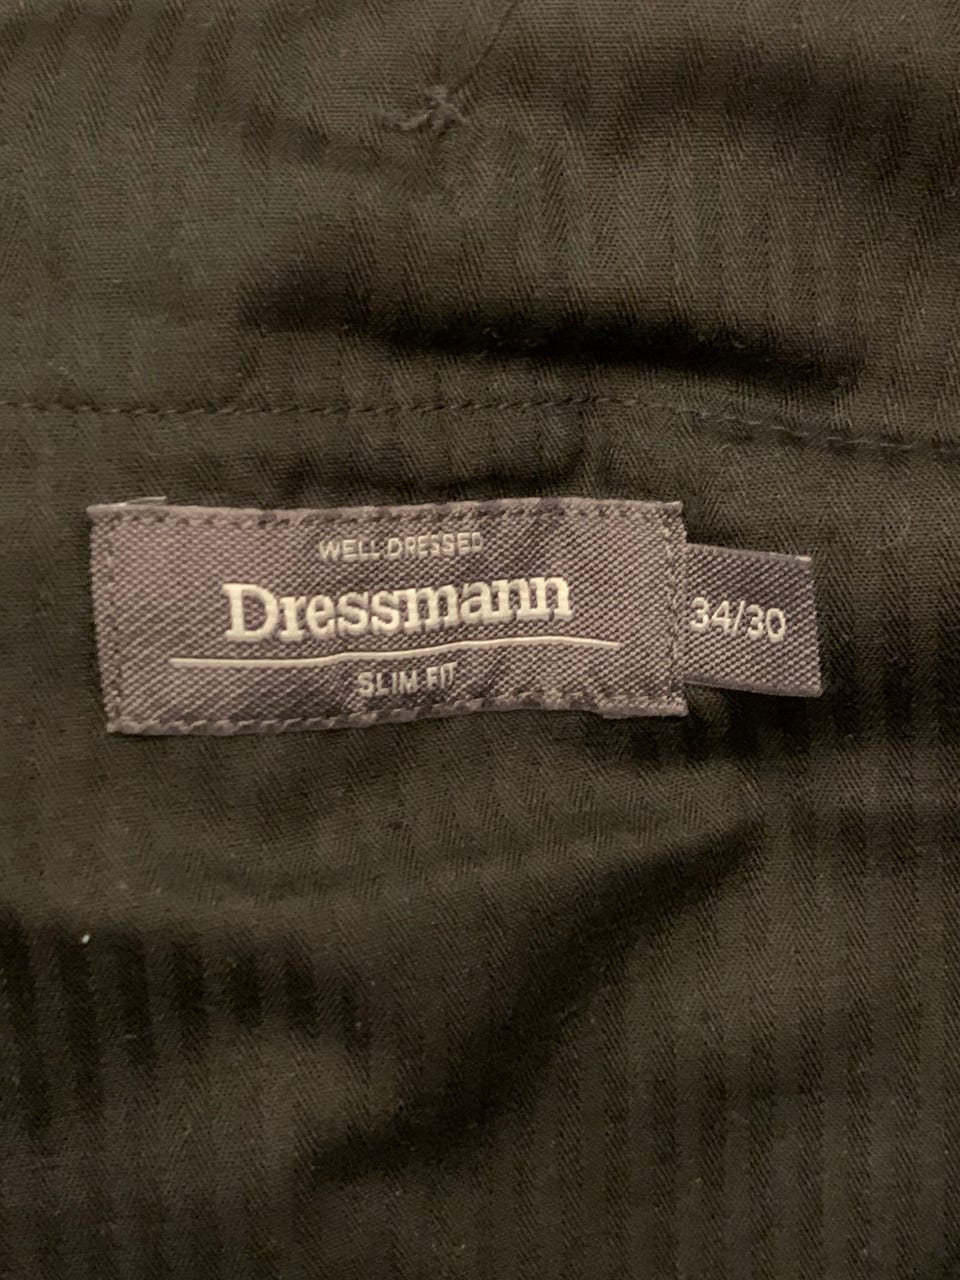 WELL DRESSED
Dressmann
SLIM FIT
34/30